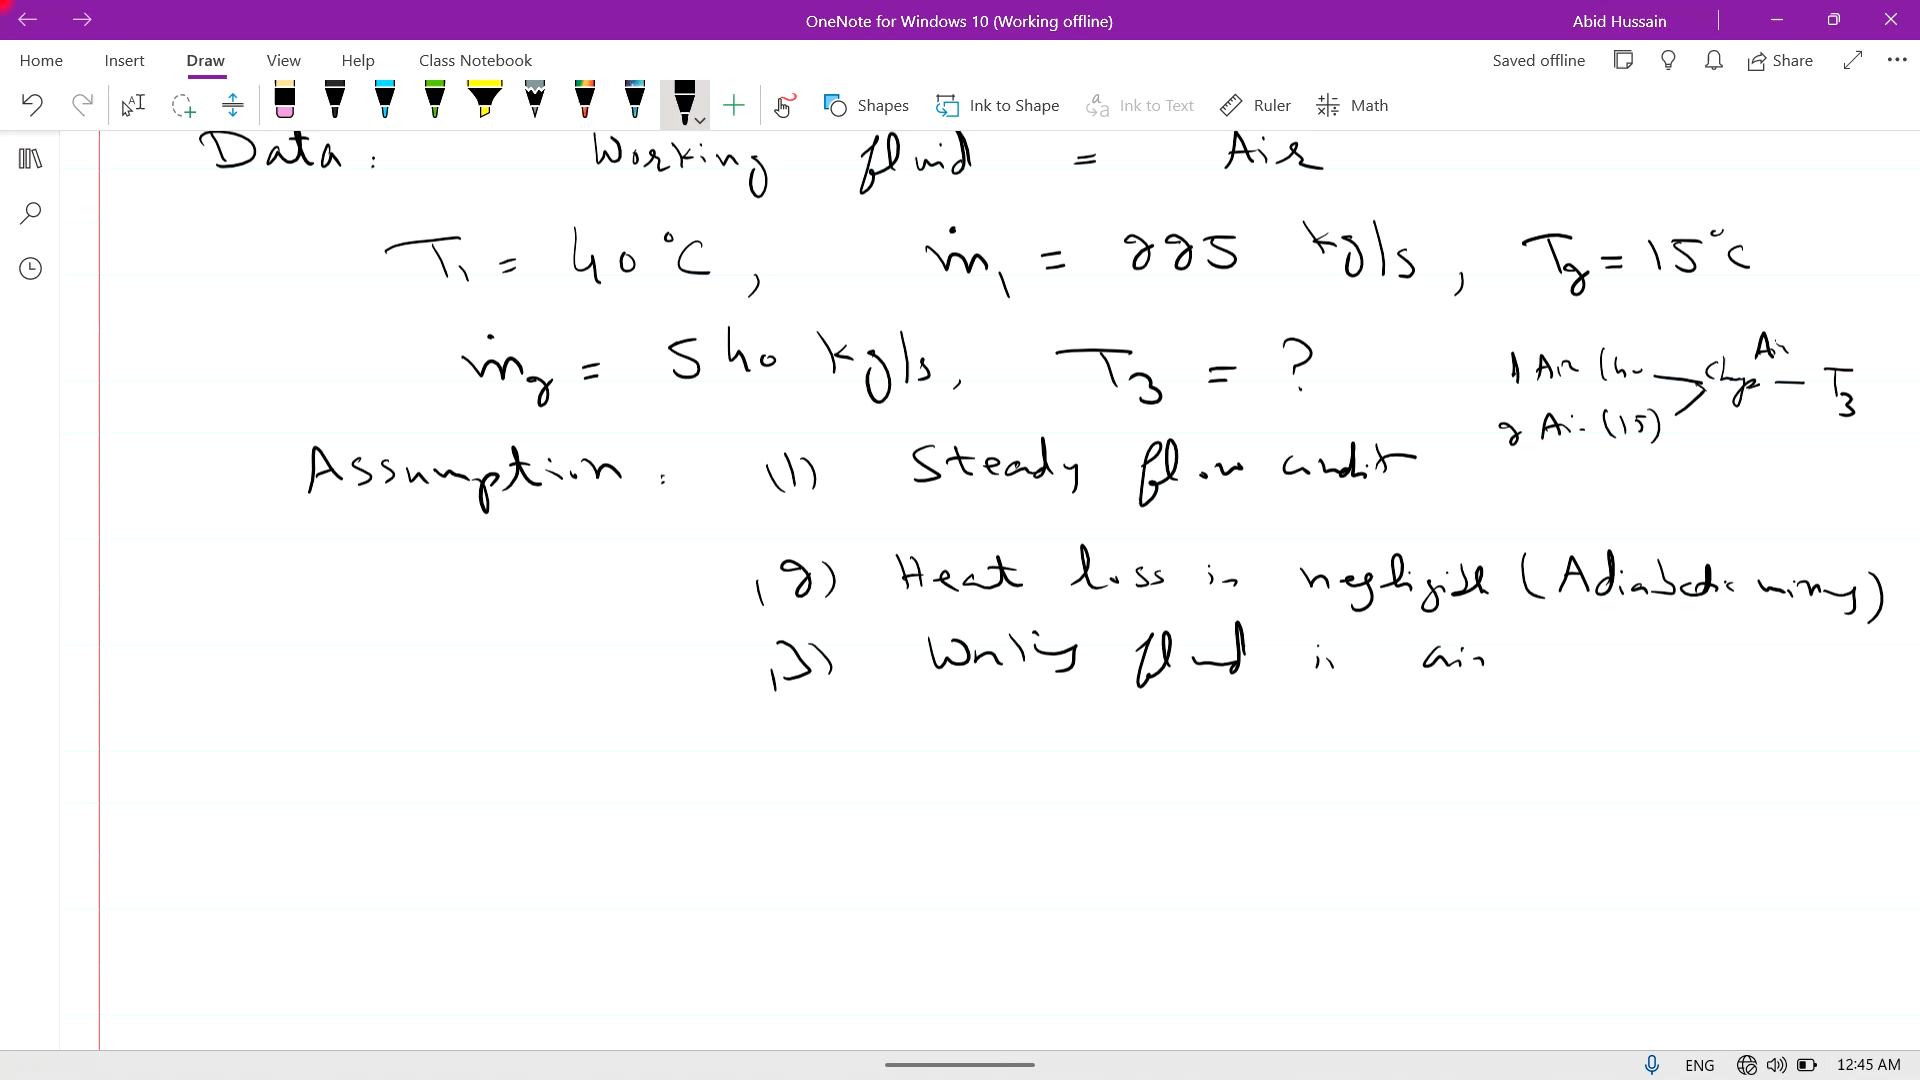 OneNote for Windows 10 (Working offline) Abid Hussain
Home Insert Draw View Help Class Notebook Saved offline Share
Shapes Ink to Shape Ink to Text Ruler Math
Data : Working fluid = Air
T₁ = 40 °C , ṁ₁ = 225 kg/s , T₂ = 15 °C
ṁ₂ = 540 kg/s , T₃ = ?
1 Air (40
Air
T₃
2 Air (15)
Assumption : (1) Steady flow condit
(2) Heat loss is negligible (Adiabatic mixing)
(3) Working fluid is air
ENG 12:45 AM